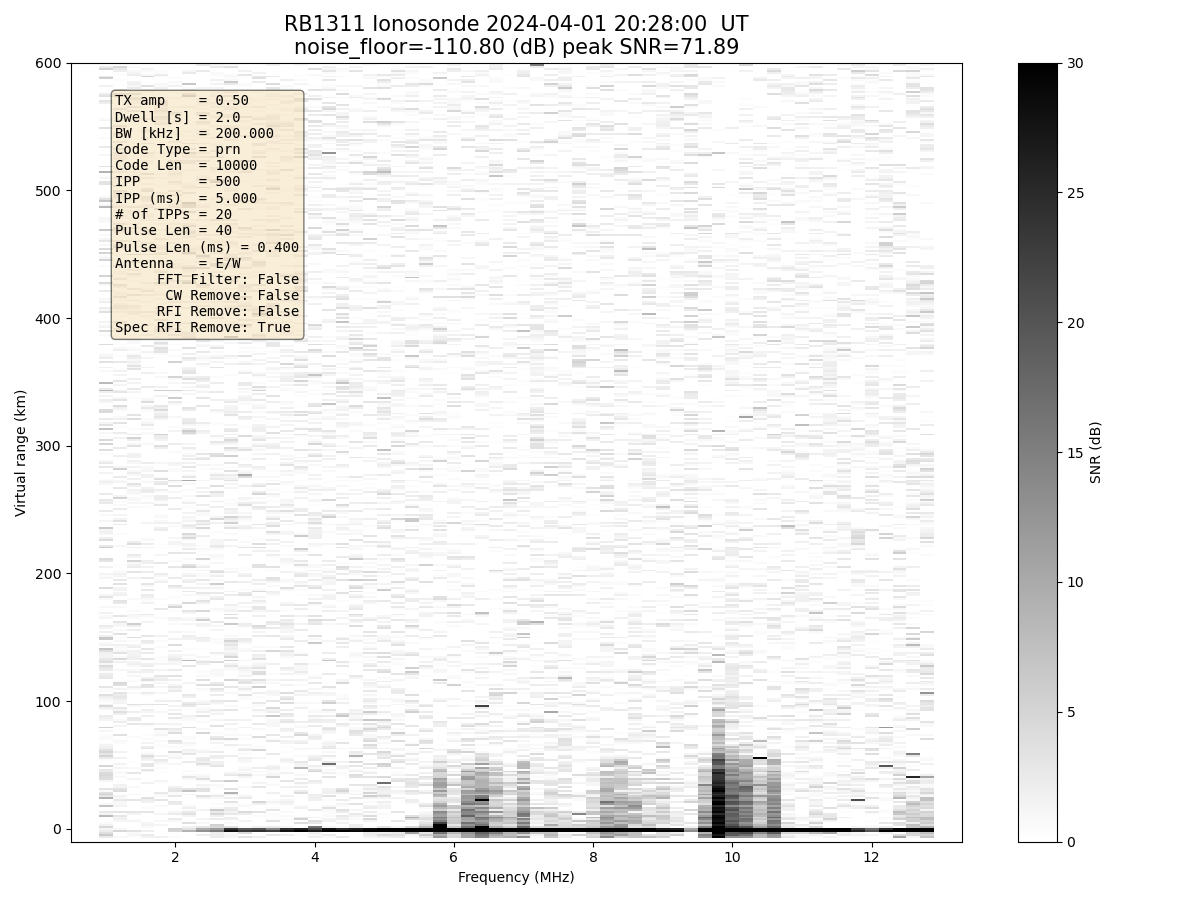 RB1311 Ionosonde 2024-04-01 20:28:00  UT
noise_floor=-110.80 (dB) peak SNR=71.89
TX amp    = 0.50
Dwell [s] = 2.0
BW [kHz]  = 200.000
Code Type = prn
Code Len  = 10000
IPP       = 500
IPP (ms)  = 5.000
# of IPPs = 20
Pulse Len = 40
Pulse Len (ms) = 0.400
Antenna   = E/W
FFT Filter: False
CW Remove: False
RFI Remove: False
Spec RFI Remove: True
Virtual range (km)
600
500
400
300
200
100
0
2
4
6
8
10
12
Frequency (MHz)
30
25
20
15
10
5
0
SNR (dB)